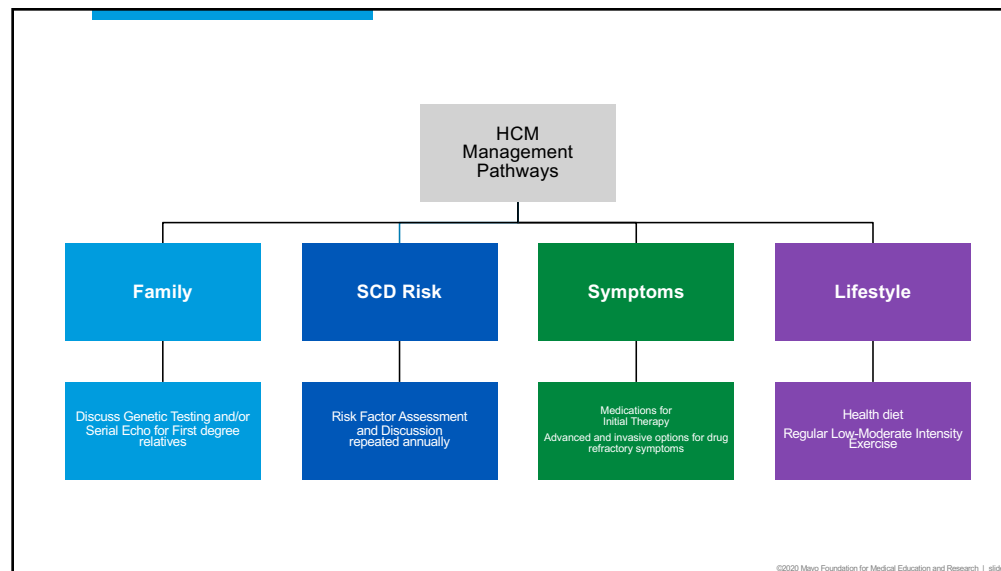 HCM
Management
Pathways
Family
SCD Risk
Symptoms
Lifestyle
Discuss Genetic Testing and/or
Serial Echo for First degree
relatives
Risk Factor Assessment
and Discussion
repeated annually
Medications for
Initial Therapy
Advanced and invasive options for drug
refractory symptoms
Health diet
Regular Low-Moderate Intensity
Exercise
©2020 Mayo Foundation for Medical Education and Research | slide